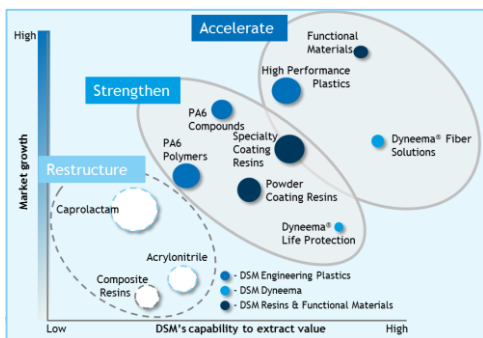 High
Accelerate
Functional
Materials
High Performance
Plastics
Strengthen
PA6
Compounds
Specialty
Coating
Resins
Dyneema® Fiber
Solutions
PA6
Polymers
Restructure
Powder
Coating Resins
Caprolactam
Dyneema®
Life Protection
Acrylonitrile
Composite
Resins
- DSM Engineering Plastics
- DSM Dyneema
- DSM Resins & Functional Materials
Market growth
Low
DSM's capability to extract value
High